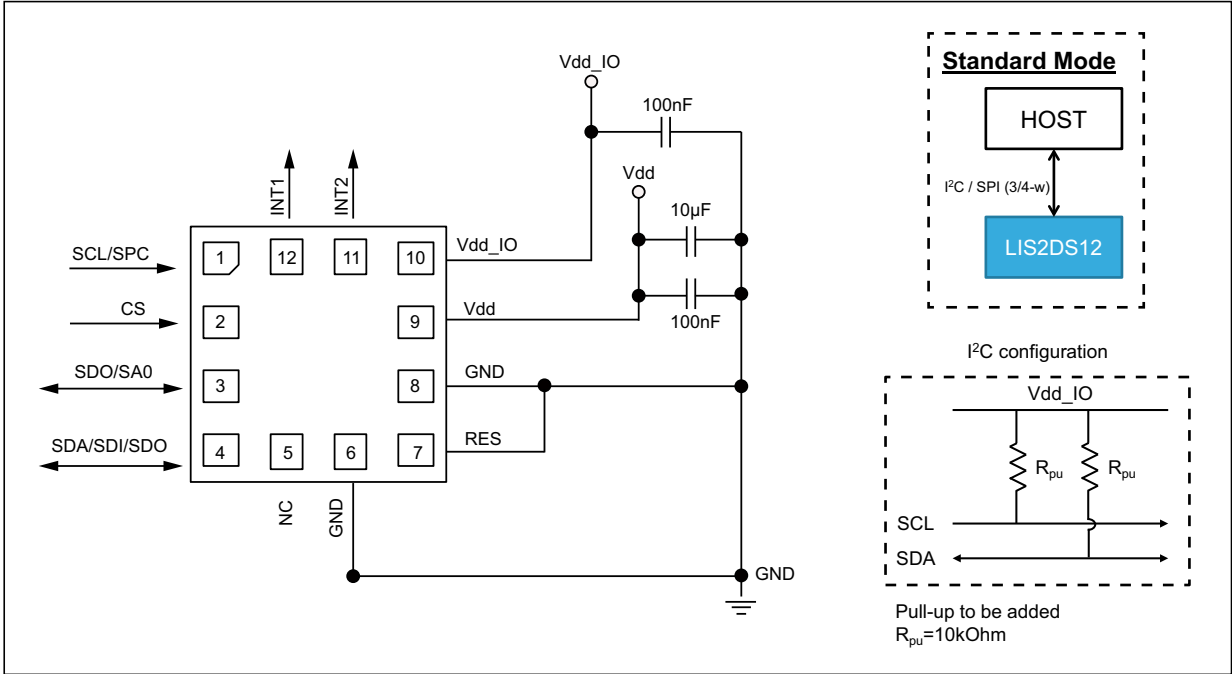 Vdd_IO
100nF
Vdd
10µF
100nF
INT1
INT2
SCL/SPC
CS
SDO/SA0
SDA/SDI/SDO
1
12
11
10
2
9
3
8
4
5
6
7
Vdd_IO
Vdd
GND
RES
NC
GND
GND
Standard Mode
HOST
I²C / SPI (3/4-w)
LIS2DS12
I²C configuration
Vdd_IO
Rpu
Rpu
SCL
SDA
Pull-up to be added
Rpu=10kOhm